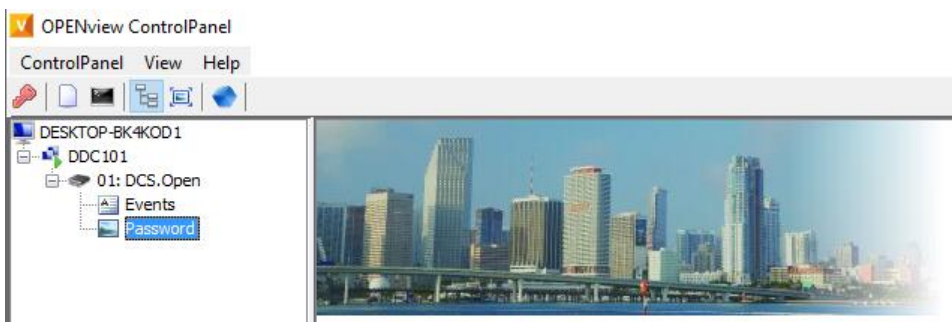 OPENview ControlPanel
ControlPanel View Help
DESKTOP-BK4KOD1
DDC101
01: DCS.Open
Events
Password